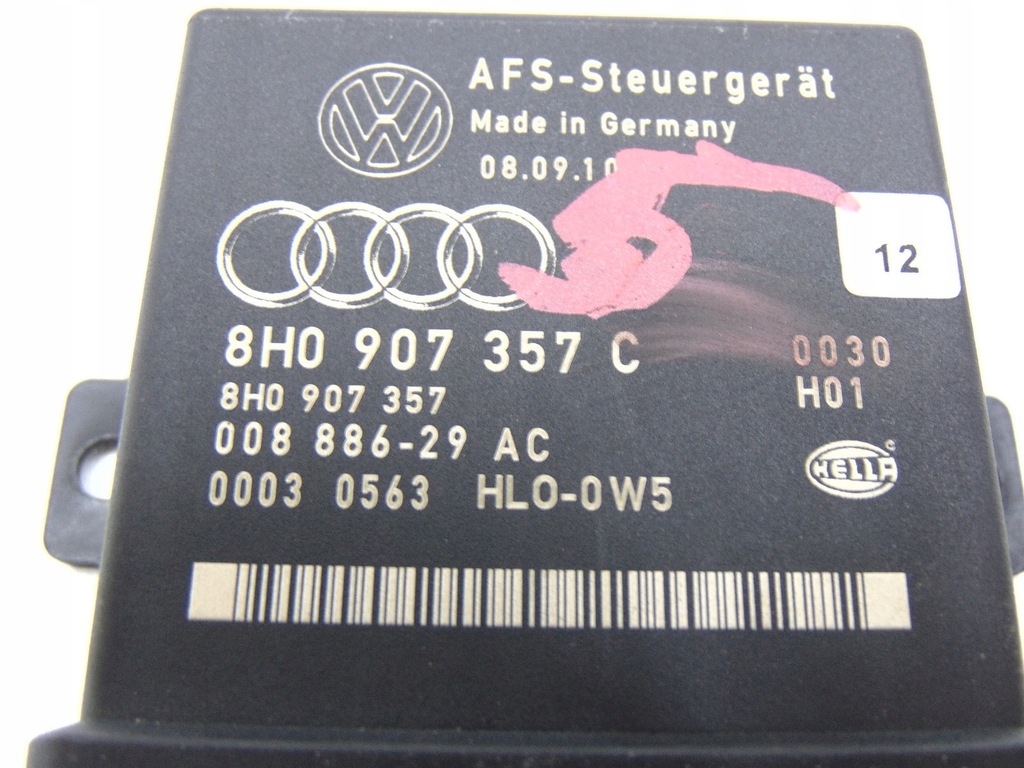 AFS-Steuergerät
Made in Germany
08.09.10
12
8H0 907 357 C 0030
8H0 907 357 H01
008 886-29 AC
HELLA
0003 0563 HLO-0W5